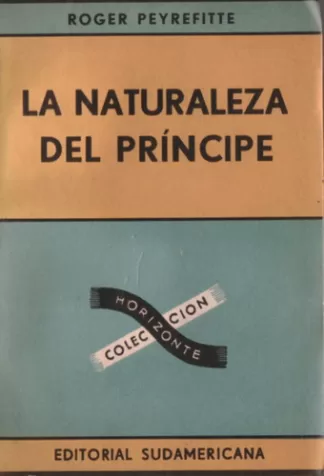 ROGER PEYREFITTE
LA NATURALEZA
DEL PRÍNCIPE
COLECCION
HORIZONTE
EDITORIAL SUDAMERICANA